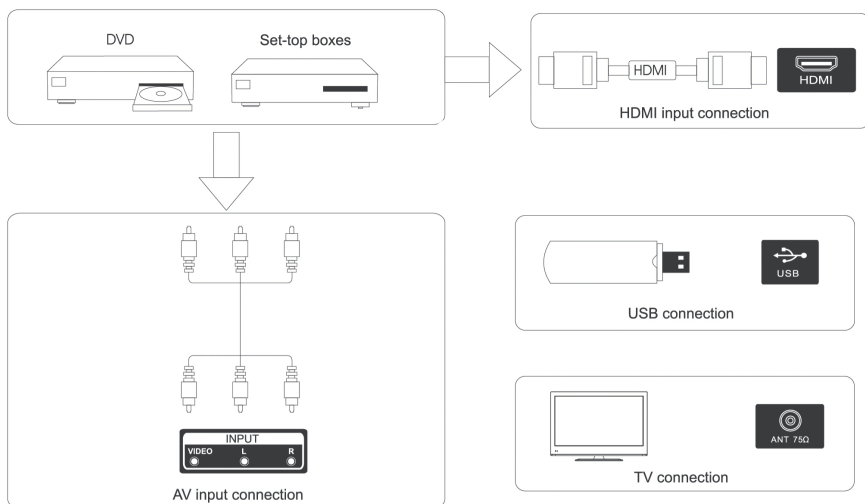 DVD
Set-top boxes
HDMI
HDMI
HDMI input connection
USB
USB connection
INPUT
VIDEO L R
AV input connection
ANT 75Ω
TV connection